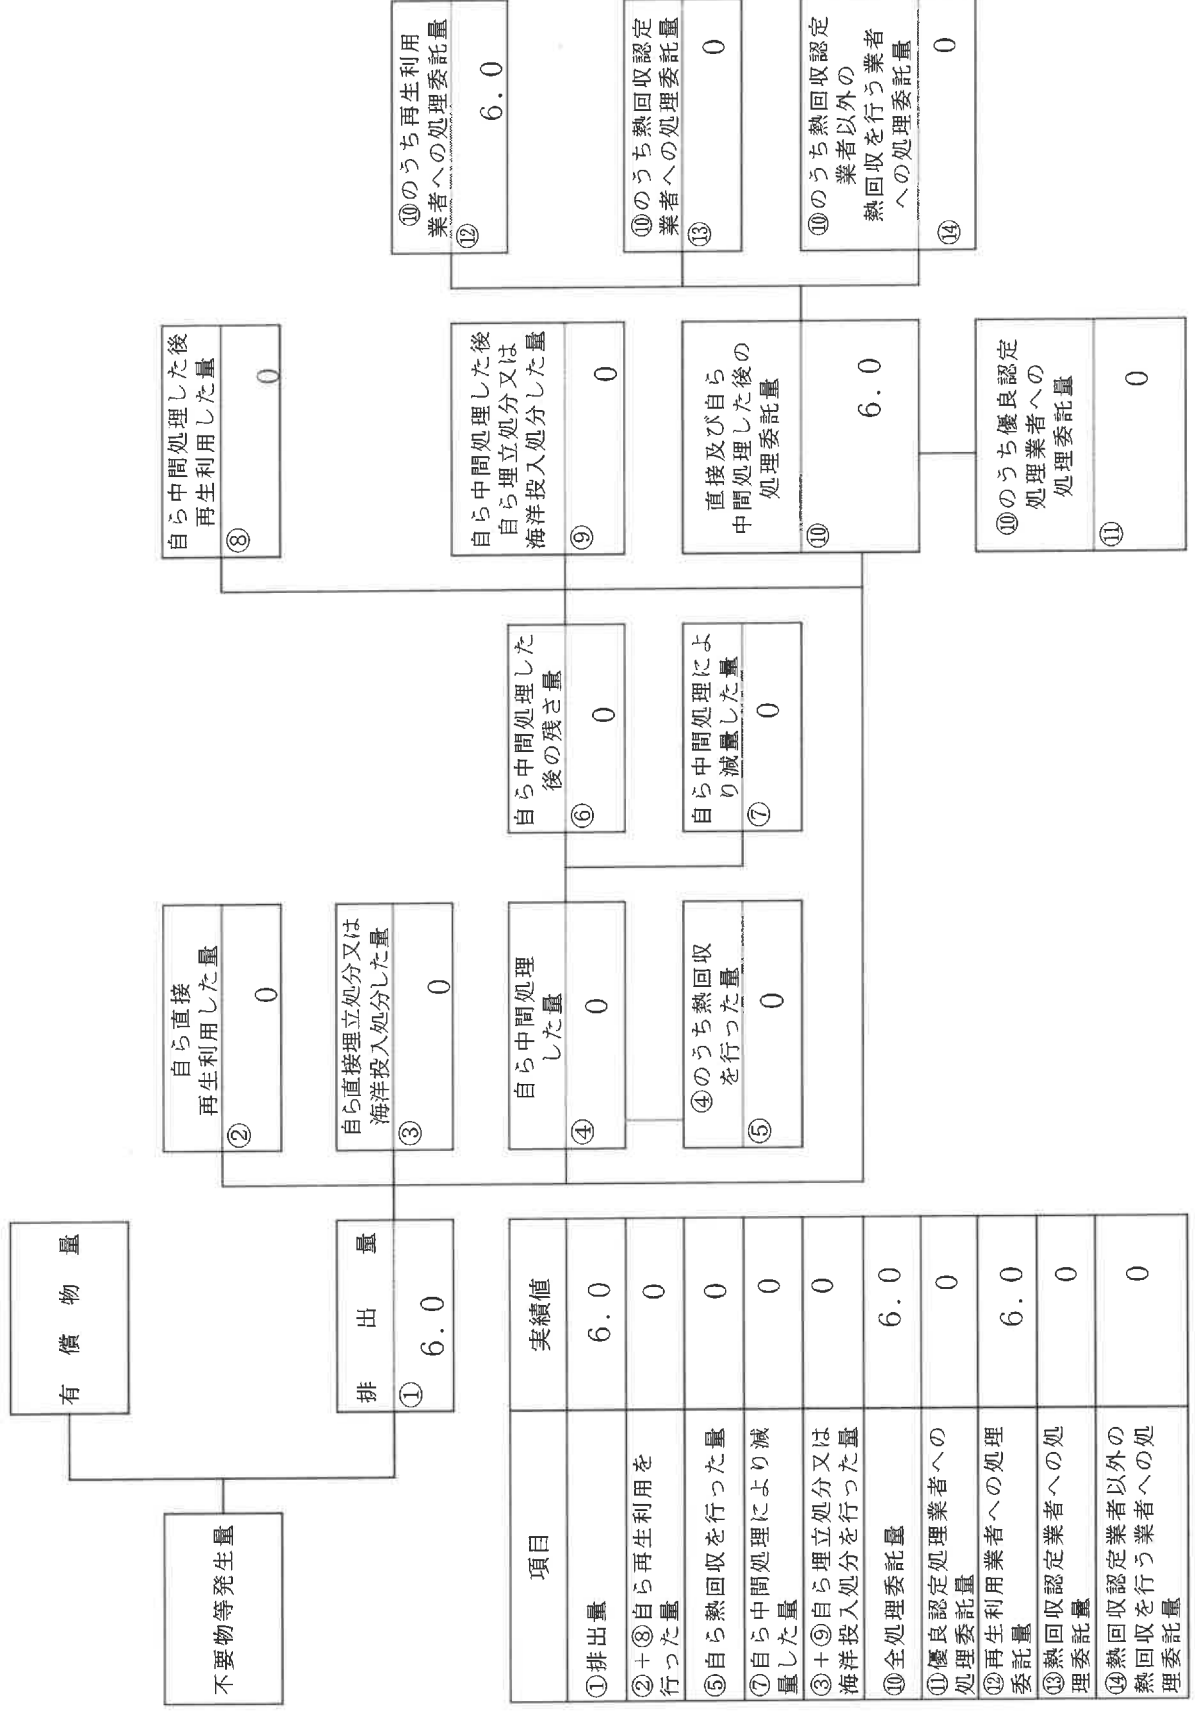 不要物等発生量
有償物量
排出量
①
6.0
自ら直接
再生利用した量
②
0
自ら直接埋立処分又は
海洋投入処分した量
③
0
自ら中間処理
した量
④
0
④のうち熱回収
を行った量
⑤
0
自ら中間処理した
後の残さ量
⑥
0
自ら中間処理によ
り減量した量
⑦
0
自ら中間処理した後
再生利用した量
⑧
0
自ら中間処理した後
自ら埋立処分又は
海洋投入処分した量
⑨
0
直接及び自ら
中間処理した後の
処理委託量
⑩
6.0
⑩のうち優良認定
処理業者への
処理委託量
⑪
0
⑩のうち再生利用
業者への処理委託量
⑫
6.0
⑩のうち熱回収認定
業者への処理委託量
⑬
0
⑩のうち熱回収認定
業者以外の
熱回収を行う業者
への処理委託量
⑭
0
項目 実績値
①排出量 6.0
②+⑧自ら再生利用を
行った量 0
⑤自ら熱回収を行った量 0
⑦自ら中間処理により減
量した量 0
③+⑨自ら埋立処分又は
海洋投入処分を行った量 0
⑩全処理委託量 6.0
⑪優良認定処理業者への
処理委託量 0
⑫再生利用業者への処理
委託量 6.0
⑬熱回収認定業者への処
理委託量 0
⑭熱回収認定業者以外の
熱回収を行う業者への処
理委託量 0